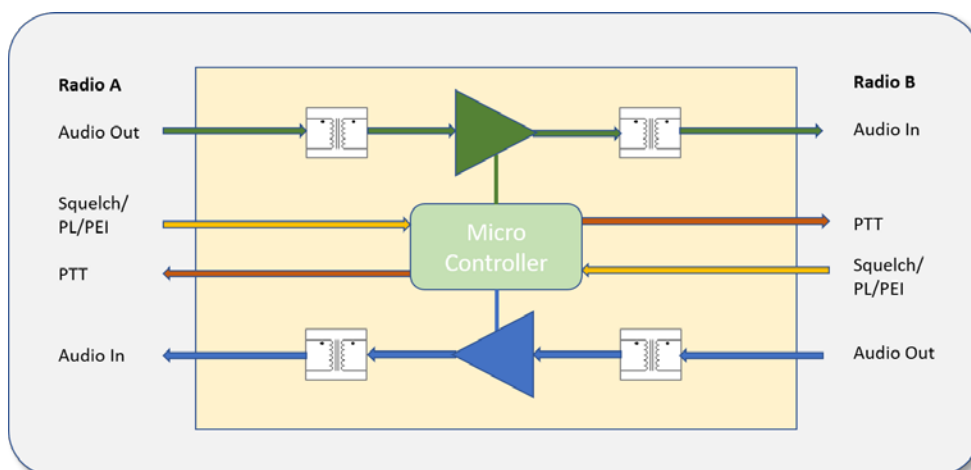 Radio A
Radio B
Audio Out
Audio In
Squelch/
PL/PEI
PTT
Micro
Controller
PTT
Squelch/
PL/PEI
Audio In
Audio Out